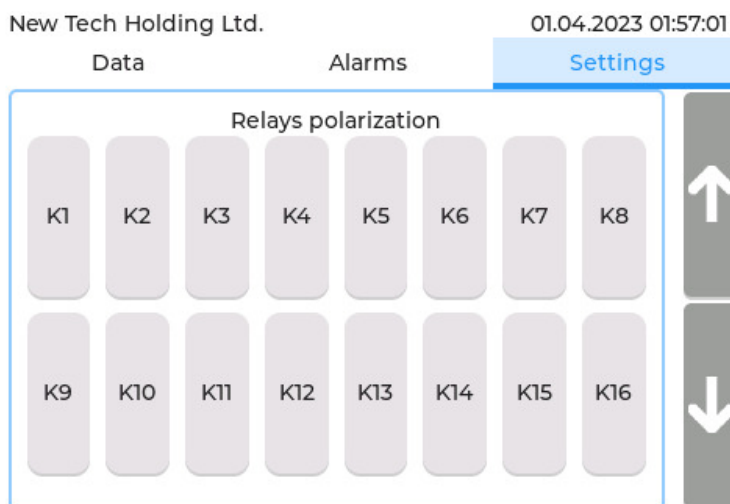 New Tech Holding Ltd. 01.04.2023 01:57:01
Data Alarms Settings
Relays polarization
K1 K2 K3 K4 K5 K6 K7 K8
K9 K10 K11 K12 K13 K14 K15 K16